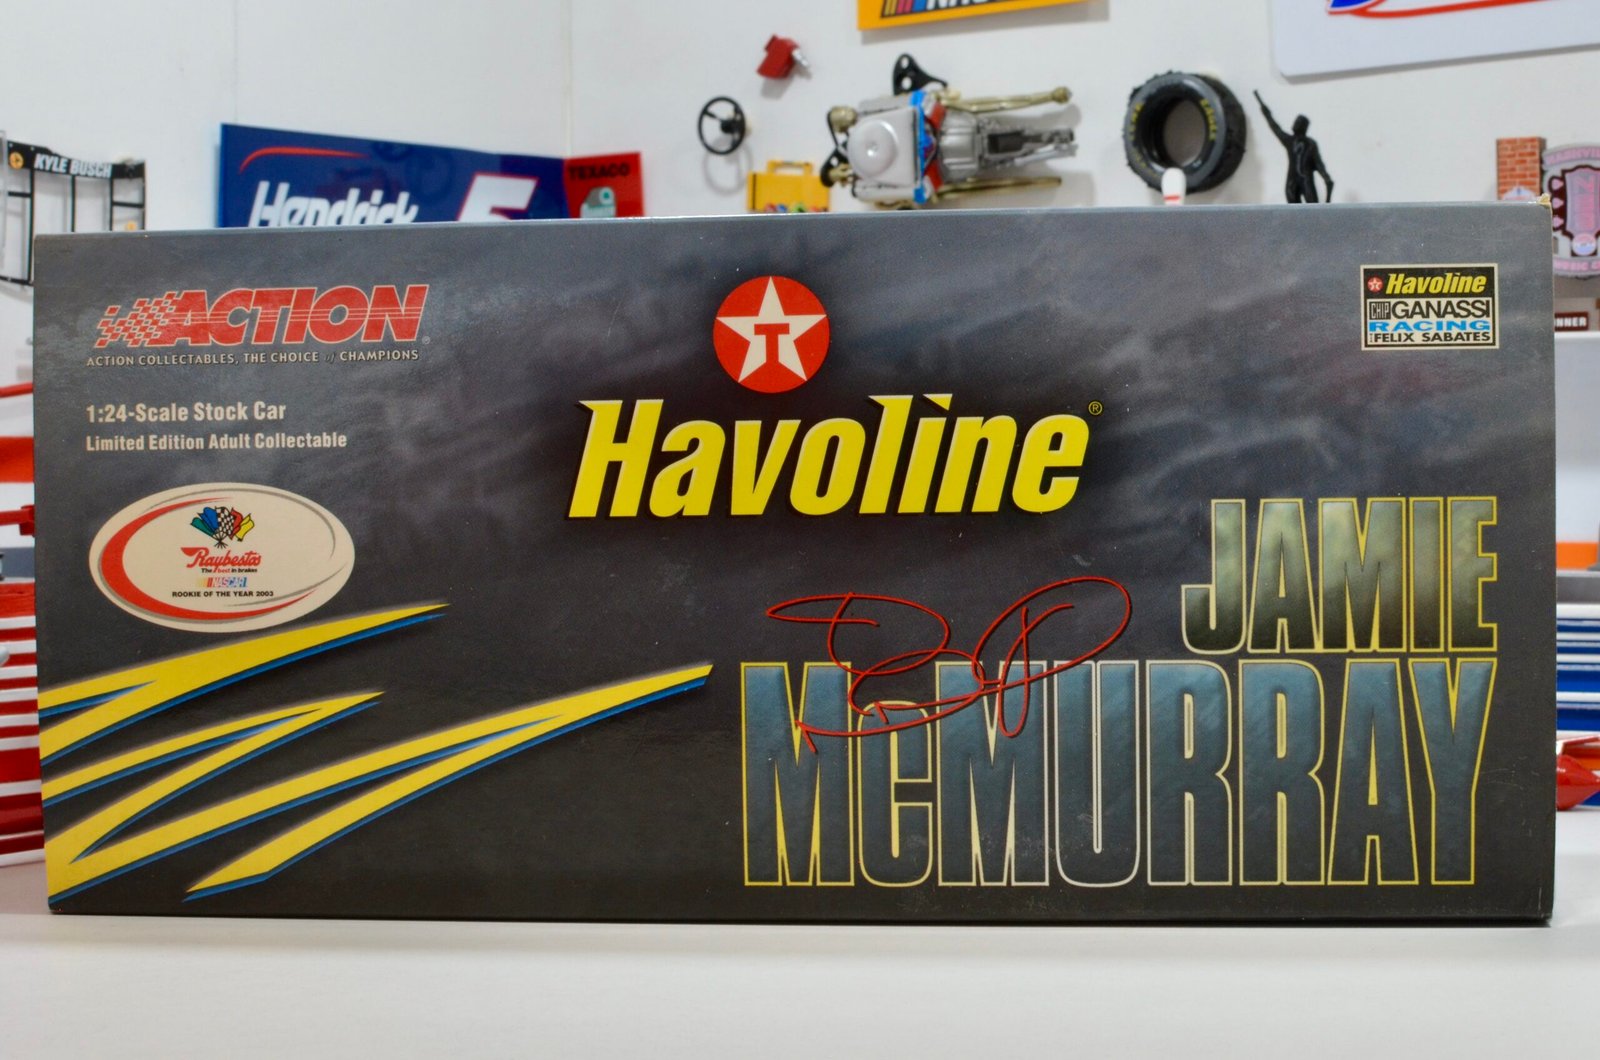 NASCAR
KYLE BUSCH
Hendrick
5
TEXACO
ACTION
ACTION COLLECTABLES, THE CHOICE of CHAMPIONS
1:24-Scale Stock Car
Limited Edition Adult Collectable
Raybestos
The best in brakes
NASCAR
ROOKIE OF THE YEAR 2003
T
Havoline®
Havoline
CHIP GANASSI
RACING
FELIX SABATES
JAMIE
McMURRAY